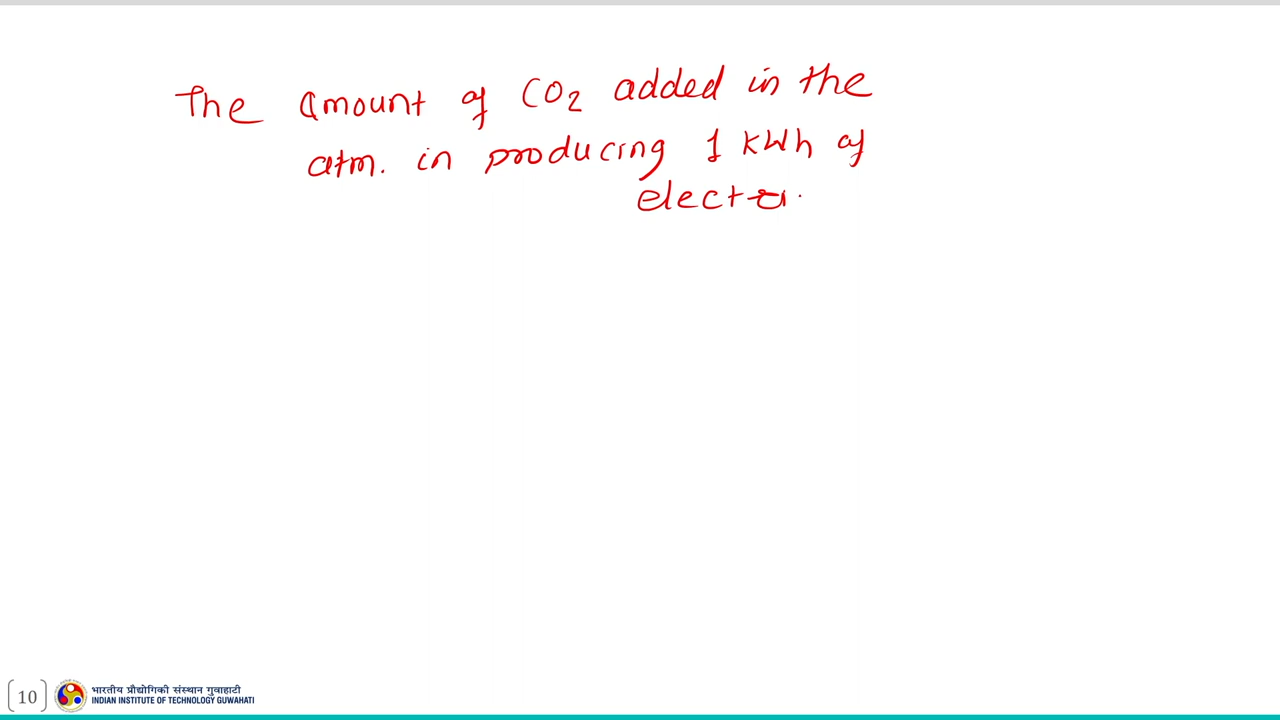 The amount of CO2 added in the
atm. in producing 1 kWh of
electri
[10]
भारतीय प्रौद्योगिकी संस्थान गुवाहाटी
INDIAN INSTITUTE OF TECHNOLOGY GUWAHATI